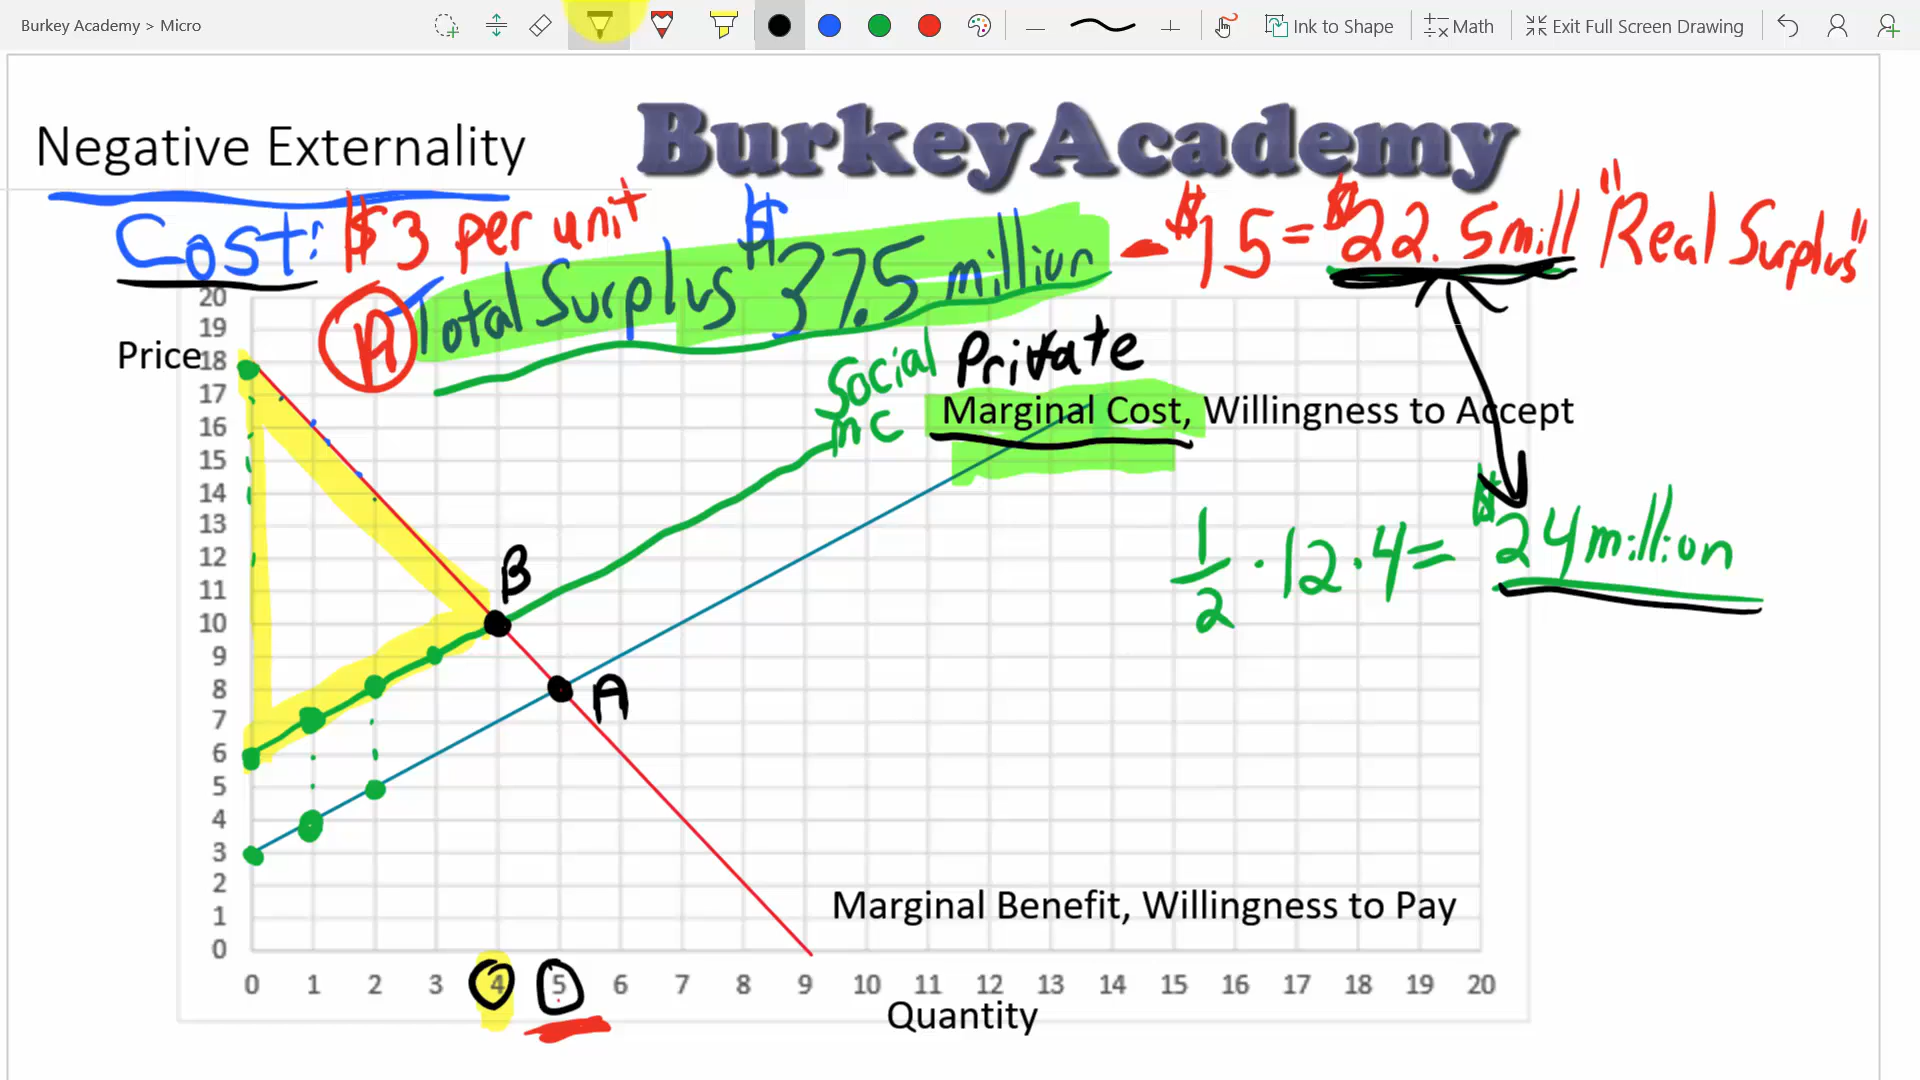 Burkey Academy > Micro
Ink to Shape
Math
Exit Full Screen Drawing
Negative Externality
BurkeyAcademy
Cost: $3 per unit
A Total Surplus $37.5 million - $15 = $22.5 mill "Real Surplus"
Price
Social
MC
Private
Marginal Cost, Willingness to Accept
1/2 · 12 · 4 = $24 million
B
A
Marginal Benefit, Willingness to Pay
20
19
18
17
16
15
14
13
12
11
10
9
8
7
6
5
4
3
2
1
0
0 1 2 3 4 5 6 7 8 9 10 11 12 13 14 15 16 17 18 19 20
Quantity